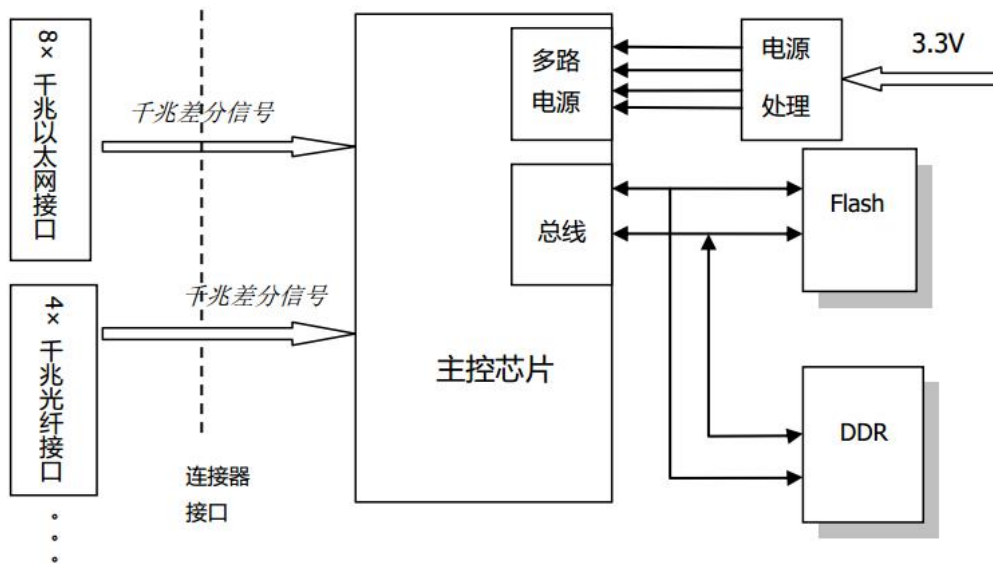 8× 千兆以太网接口
千兆差分信号
多路
电源
电源
处理
3.3V
总线
Flash
4× 千兆光纤接口
千兆差分信号
主控芯片
DDR
连接器
接口
。。。